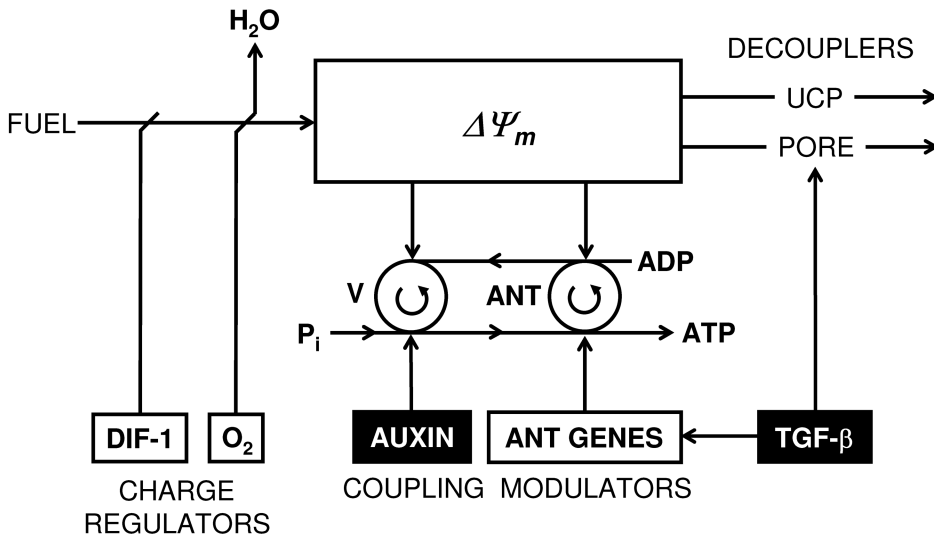 H₂O
DECOUPLERS
FUEL
ΔΨₘ
UCP
PORE
ADP
V
ANT
Pᵢ
ATP
DIF-1
O₂
AUXIN
ANT GENES
TGF-β
CHARGE
REGULATORS
COUPLING MODULATORS